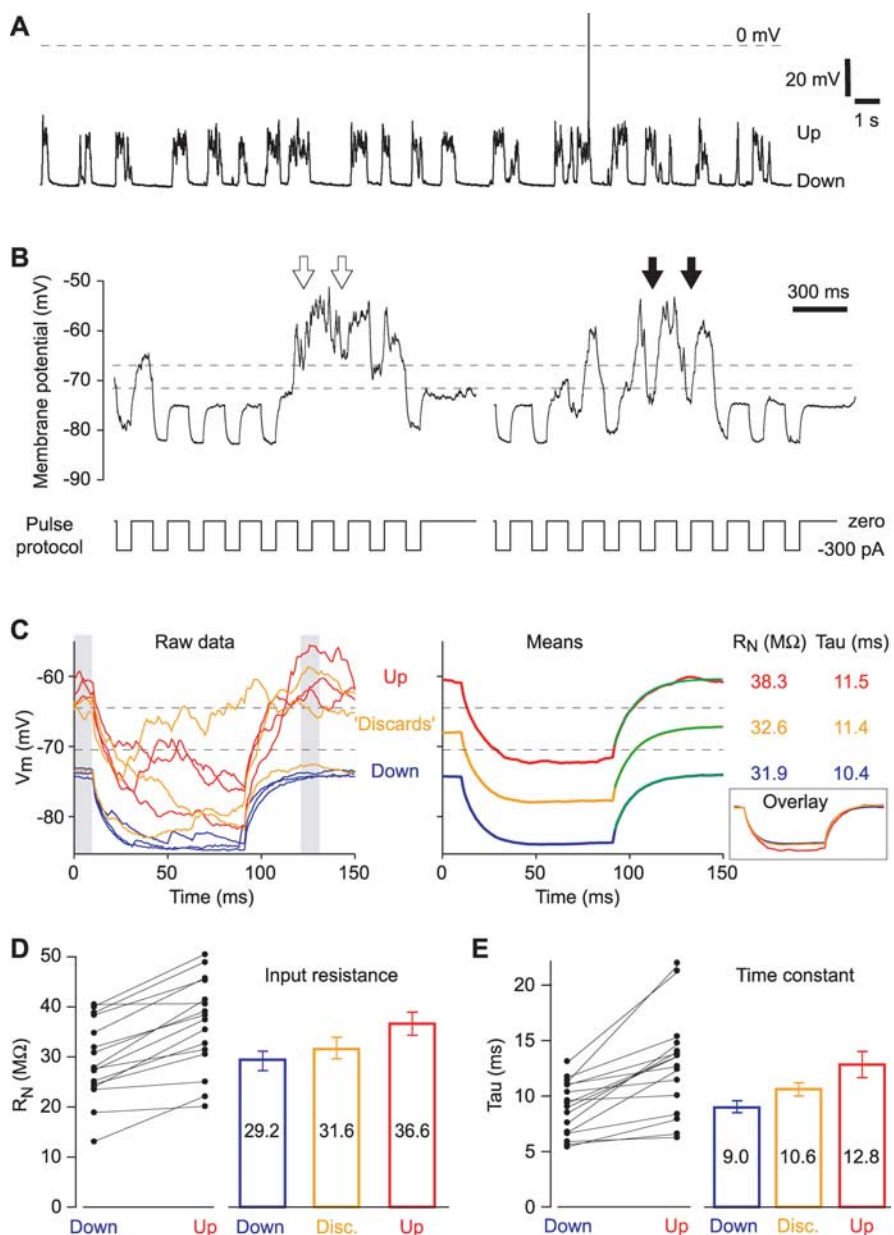 A
0 mV
20 mV
1 s
Up
Down
B
Membrane potential (mV)
-50
-60
-70
-80
-90
300 ms
Pulse protocol
zero
-300 pA
C
Raw data
Means
R_N (MΩ)
Tau (ms)
Vm (mV)
-60
-70
-80
Up
'Discards'
Down
38.3
11.5
32.6
11.4
31.9
10.4
Overlay
0
50
100
150
Time (ms)
0
50
100
150
Time (ms)
D
R_N (MΩ)
50
40
30
20
10
0
Input resistance
29.2
31.6
36.6
Down
Up
Down
Disc.
Up
E
Tau (ms)
20
15
10
5
0
Time constant
9.0
10.6
12.8
Down
Up
Down
Disc.
Up